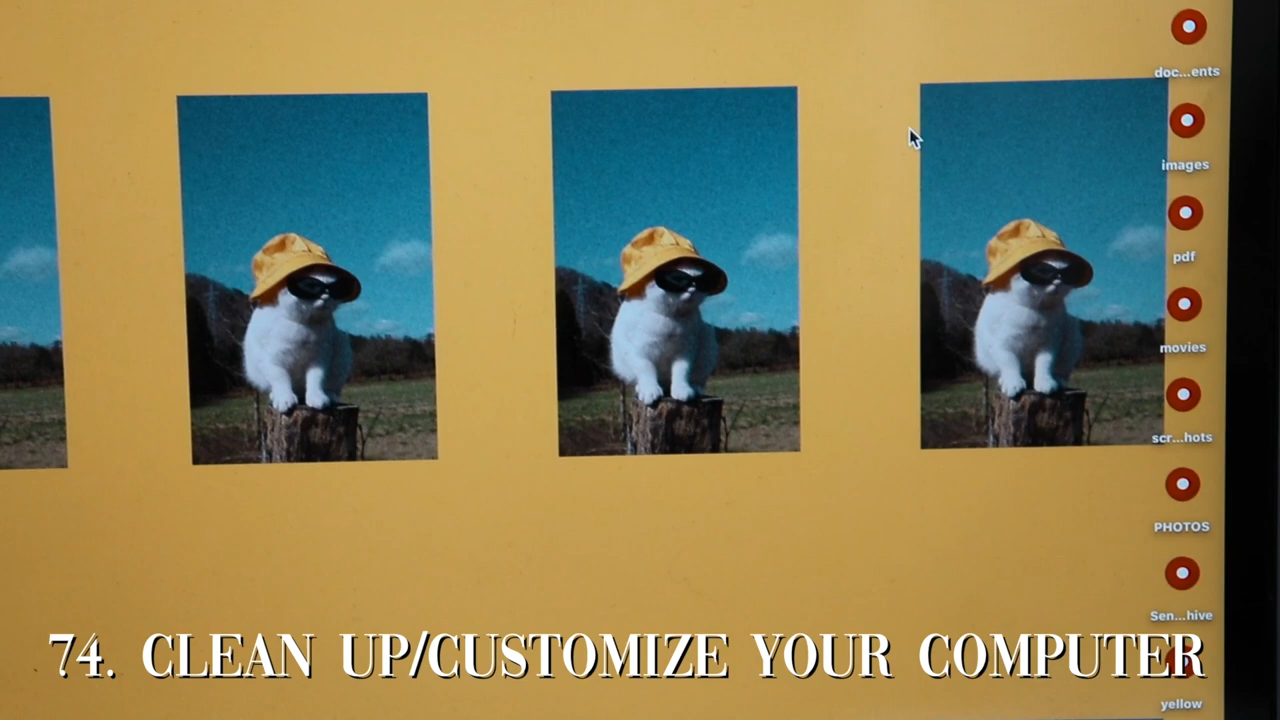 doc...ents
images
pdf
movies
scr...hots
PHOTOS
Sen...hive
74. CLEAN UP/CUSTOMIZE YOUR COMPUTER
yellow